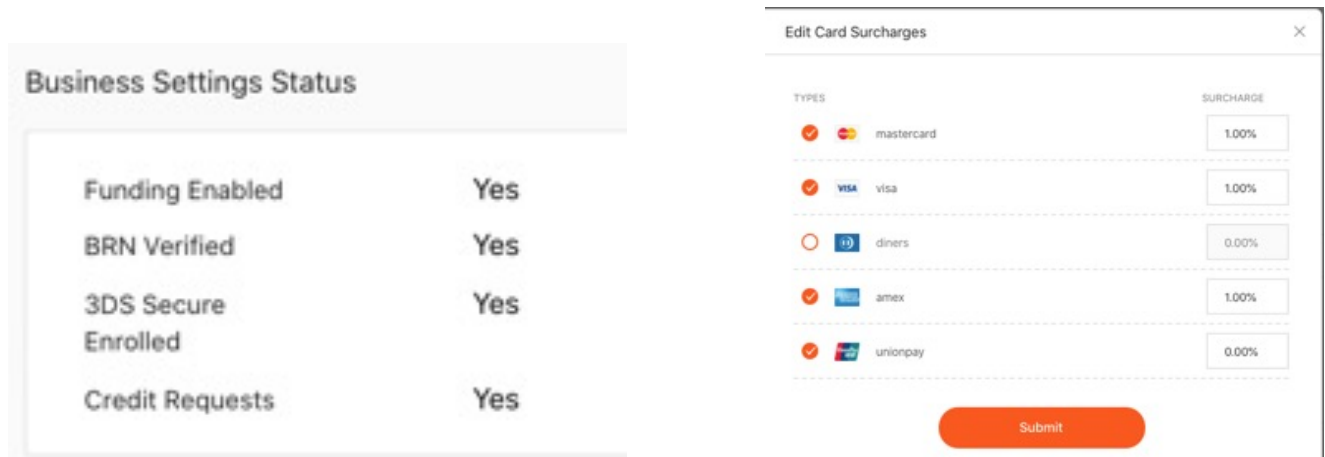 Business Settings Status
Funding Enabled Yes
BRN Verified Yes
3DS Secure Yes
Enrolled
Credit Requests Yes
Edit Card Surcharges
TYPES SURCHARGE
mastercard 1.00%
VISA visa 1.00%
diners 0.00%
amex 1.00%
unionpay 0.00%
Submit